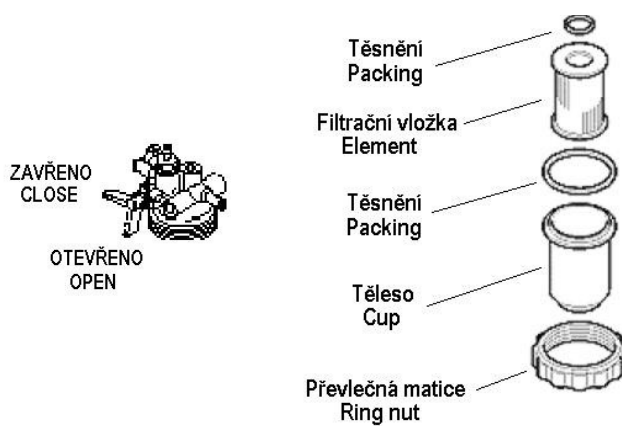 ZAVŘENO
CLOSE
OTEVŘENO
OPEN
Těsnění
Packing
Filtrační vložka
Element
Těsnění
Packing
Těleso
Cup
Převlečná matice
Ring nut